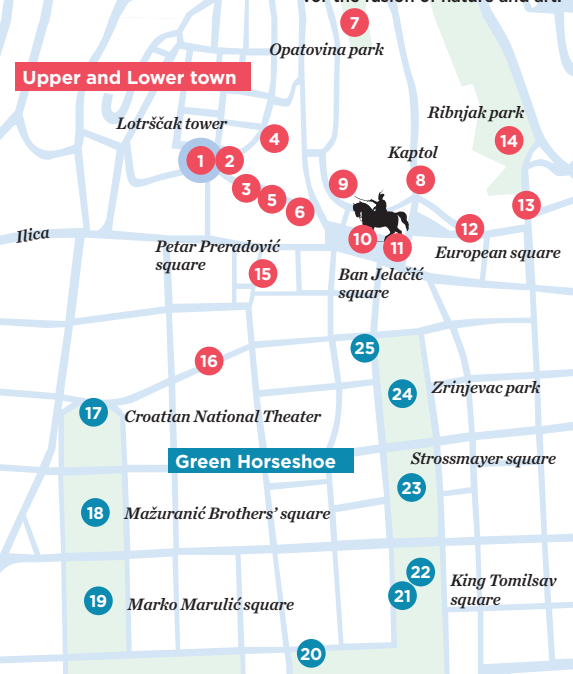 for the fusion of nature and art.
7
Opatovina park
Upper and Lower town
Ribnjak park
Lotrščak tower
4
14
Kaptol
1
2
3
5
6
9
8
13
10
11
12
Ilica
Petar Preradović
square
European square
15
Ban Jelačić
square
25
16
24
Zrinjevac park
17
Croatian National Theater
Green Horseshoe
Strossmayer square
23
18
Mažuranić Brothers’ square
22
King Tomilsav
square
21
19
Marko Marulić square
20